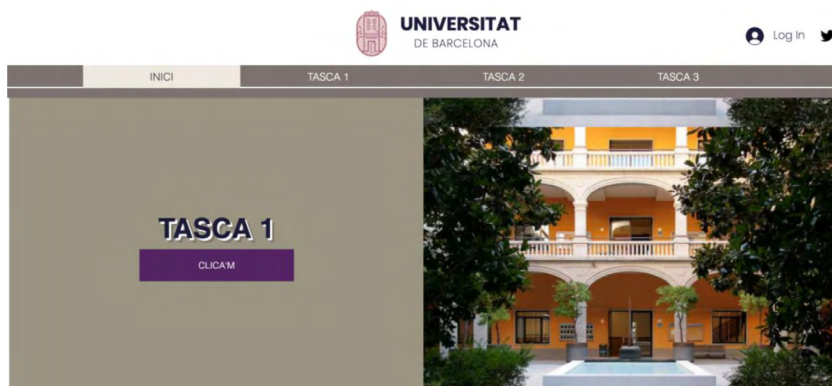 UNIVERSITAT
DE BARCELONA
Log In
INICI TASCA 1 TASCA 2 TASCA 3
TASCA 1
CLICA'M